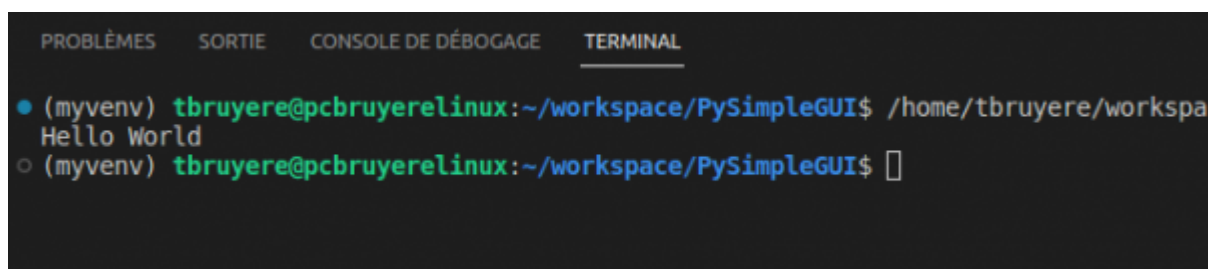 PROBLÈMES SORTIE CONSOLE DE DÉBOGAGE TERMINAL
(myvenv) tbruyere@pcbruyerelinux:~/workspace/PySimpleGUI$ /home/tbruyere/workspa
Hello World
(myvenv) tbruyere@pcbruyerelinux:~/workspace/PySimpleGUI$